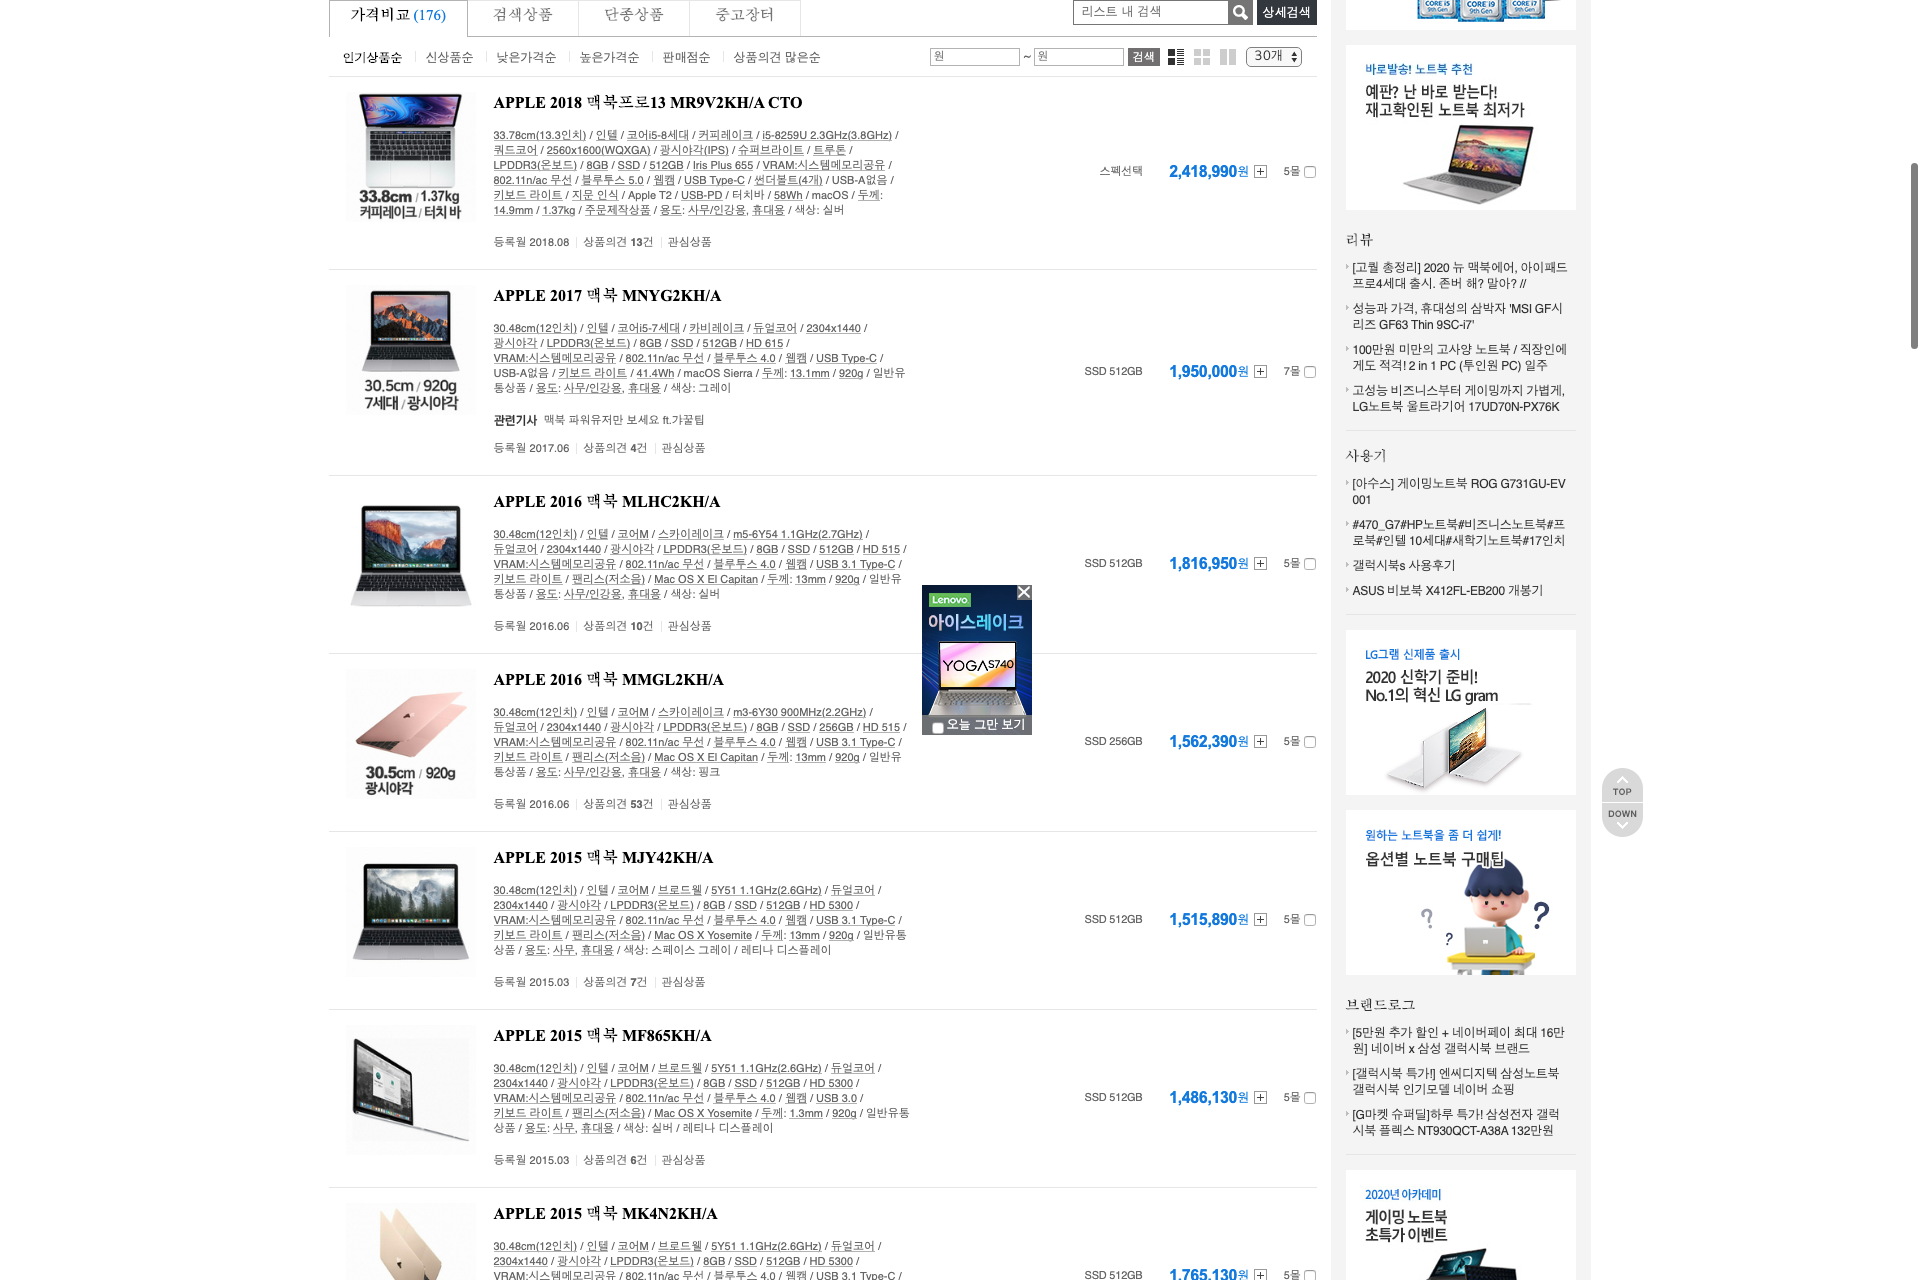 가격비교 (176)
검색상품
단종상품
중고장터
리스트 내 검색
상세검색
인기상품순
신상품순
낮은가격순
높은가격순
판매점순
상품의견 많은순
원 ~ 원 검색
30개
APPLE 2018 맥북프로13 MR9V2KH/A CTO
33.78cm(13.3인치) / 인텔 / 코어i5-8세대 / 커피레이크 / i5-8259U 2.3GHz(3.8GHz) /
쿼드코어 / 2560x1600(WQXGA) / 광시야각(IPS) / 슈퍼브라이트 / 트루톤 /
LPDDR3(온보드) / 8GB / SSD / 512GB / Iris Plus 655 / VRAM:시스템메모리공유 /
802.11n/ac 무선 / 블루투스 5.0 / 웹캠 / USB Type-C / 썬더볼트(4개) / USB-A없음 /
키보드 라이트 / 지문 인식 / Apple T2 / USB-PD / 터치바 / 58Wh / macOS / 두께:
14.9mm / 1.37kg / 주문제작상품 / 용도: 사무/인강용, 휴대용 / 색상: 실버
33.8cm / 1.37kg
커피레이크 / 터치 바
스펙선택
2,418,990원
5몰
등록월 2018.08
상품의견 13건
관심상품
APPLE 2017 맥북 MNYG2KH/A
30.48cm(12인치) / 인텔 / 코어i5-7세대 / 카비레이크 / 듀얼코어 / 2304x1440 /
광시야각 / LPDDR3(온보드) / 8GB / SSD / 512GB / HD 615 /
VRAM:시스템메모리공유 / 802.11n/ac 무선 / 블루투스 4.0 / 웹캠 / USB Type-C /
USB-A없음 / 키보드 라이트 / 41.4Wh / macOS Sierra / 두께: 13.1mm / 920g / 일반유
통상품 / 용도: 사무/인강용, 휴대용 / 색상: 그레이
30.5cm / 920g
7세대 / 광시야각
SSD 512GB
1,950,000원
7몰
관련기사 맥북 파워유저만 보세요 ft.갸꿀팁
등록월 2017.06
상품의견 4건
관심상품
APPLE 2016 맥북 MLHC2KH/A
30.48cm(12인치) / 인텔 / 코어M / 스카이레이크 / m5-6Y54 1.1GHz(2.7GHz) /
듀얼코어 / 2304x1440 / 광시야각 / LPDDR3(온보드) / 8GB / SSD / 512GB / HD 515 /
VRAM:시스템메모리공유 / 802.11n/ac 무선 / 블루투스 4.0 / 웹캠 / USB 3.1 Type-C /
키보드 라이트 / 팬리스(저소음) / Mac OS X El Capitan / 두께: 13mm / 920g / 일반유
통상품 / 용도: 사무/인강용, 휴대용 / 색상: 실버
SSD 512GB
1,816,950원
5몰
등록월 2016.06
상품의견 10건
관심상품
Lenovo
아이스레이크
YOGA S740
오늘 그만 보기
APPLE 2016 맥북 MMGL2KH/A
30.48cm(12인치) / 인텔 / 코어M / 스카이레이크 / m3-6Y30 900MHz(2.2GHz) /
듀얼코어 / 2304x1440 / 광시야각 / LPDDR3(온보드) / 8GB / SSD / 256GB / HD 515 /
VRAM:시스템메모리공유 / 802.11n/ac 무선 / 블루투스 4.0 / 웹캠 / USB 3.1 Type-C /
키보드 라이트 / 팬리스(저소음) / Mac OS X El Capitan / 두께: 13mm / 920g / 일반유
통상품 / 용도: 사무/인강용, 휴대용 / 색상: 핑크
30.5cm / 920g
광시야각
SSD 256GB
1,562,390원
5몰
등록월 2016.06
상품의견 53건
관심상품
APPLE 2015 맥북 MJY42KH/A
30.48cm(12인치) / 인텔 / 코어M / 브로드웰 / 5Y51 1.1GHz(2.6GHz) / 듀얼코어 /
2304x1440 / 광시야각 / LPDDR3(온보드) / 8GB / SSD / 512GB / HD 5300 /
VRAM:시스템메모리공유 / 802.11n/ac 무선 / 블루투스 4.0 / 웹캠 / USB 3.1 Type-C /
키보드 라이트 / 팬리스(저소음) / Mac OS X Yosemite / 두께: 13mm / 920g / 일반유통
상품 / 용도: 사무, 휴대용 / 색상: 스페이스 그레이 / 레티나 디스플레이
SSD 512GB
1,515,890원
5몰
등록월 2015.03
상품의견 7건
관심상품
APPLE 2015 맥북 MF865KH/A
30.48cm(12인치) / 인텔 / 코어M / 브로드웰 / 5Y51 1.1GHz(2.6GHz) / 듀얼코어 /
2304x1440 / 광시야각 / LPDDR3(온보드) / 8GB / SSD / 512GB / HD 5300 /
VRAM:시스템메모리공유 / 802.11n/ac 무선 / 블루투스 4.0 / 웹캠 / USB 3.0 /
키보드 라이트 / 팬리스(저소음) / Mac OS X Yosemite / 두께: 1.3mm / 920g / 일반유통
상품 / 용도: 사무, 휴대용 / 색상: 실버 / 레티나 디스플레이
SSD 512GB
1,486,130원
5몰
등록월 2015.03
상품의견 6건
관심상품
APPLE 2015 맥북 MK4N2KH/A
30.48cm(12인치) / 인텔 / 코어M / 브로드웰 / 5Y51 1.1GHz(2.6GHz) / 듀얼코어 /
2304x1440 / 광시야각 / LPDDR3(온보드) / 8GB / SSD / 512GB / HD 5300 /
VRAM:시스템메모리공유 / 802.11n/ac 무선 / 블루투스 4.0 / 웹캠 / USB 3.1 Type-C /
SSD 512GB
1,765,130원
5몰
CORE i5
9th Gen
CORE i9
9th Gen
CORE i7
9th Gen
바로발송! 노트북 추천
예판? 난 바로 받는다!
재고확인된 노트북 최저가
리뷰
[고퀄 총정리] 2020 뉴 맥북에어, 아이패드
프로4세대 출시. 존버 해? 말아? //
성능과 가격, 휴대성의 삼박자 'MSI GF시
리즈 GF63 Thin 9SC-i7'
100만원 미만의 고사양 노트북 / 직장인에
게도 적격! 2 in 1 PC (투인원 PC) 일주
고성능 비즈니스부터 게이밍까지 가볍게,
LG노트북 울트라기어 17UD70N-PX76K
사용기
[아수스] 게이밍노트북 ROG G731GU-EV
001
#470_G7#HP노트북#비즈니스노트북#프
로북#인텔 10세대#새학기노트북#17인치
갤럭시북s 사용후기
ASUS 비보북 X412FL-EB200 개봉기
LG그램 신제품 출시
2020 신학기 준비!
No.1의 혁신 LG gram
원하는 노트북을 좀 더 쉽게!
옵션별 노트북 구매팁
? ? ?
브랜드로그
[5만원 추가 할인 + 네이버페이 최대 16만
원] 네이버 x 삼성 갤럭시북 브랜드
[갤럭시북 특가!] 엔씨디지텍 삼성노트북
갤럭시북 인기모델 네이버 쇼핑
[G마켓 슈퍼딜]하루 특가! 삼성전자 갤럭
시북 플렉스 NT930QCT-A38A 132만원
2020년 아카데미
게이밍 노트북
초특가 이벤트
TOP
DOWN